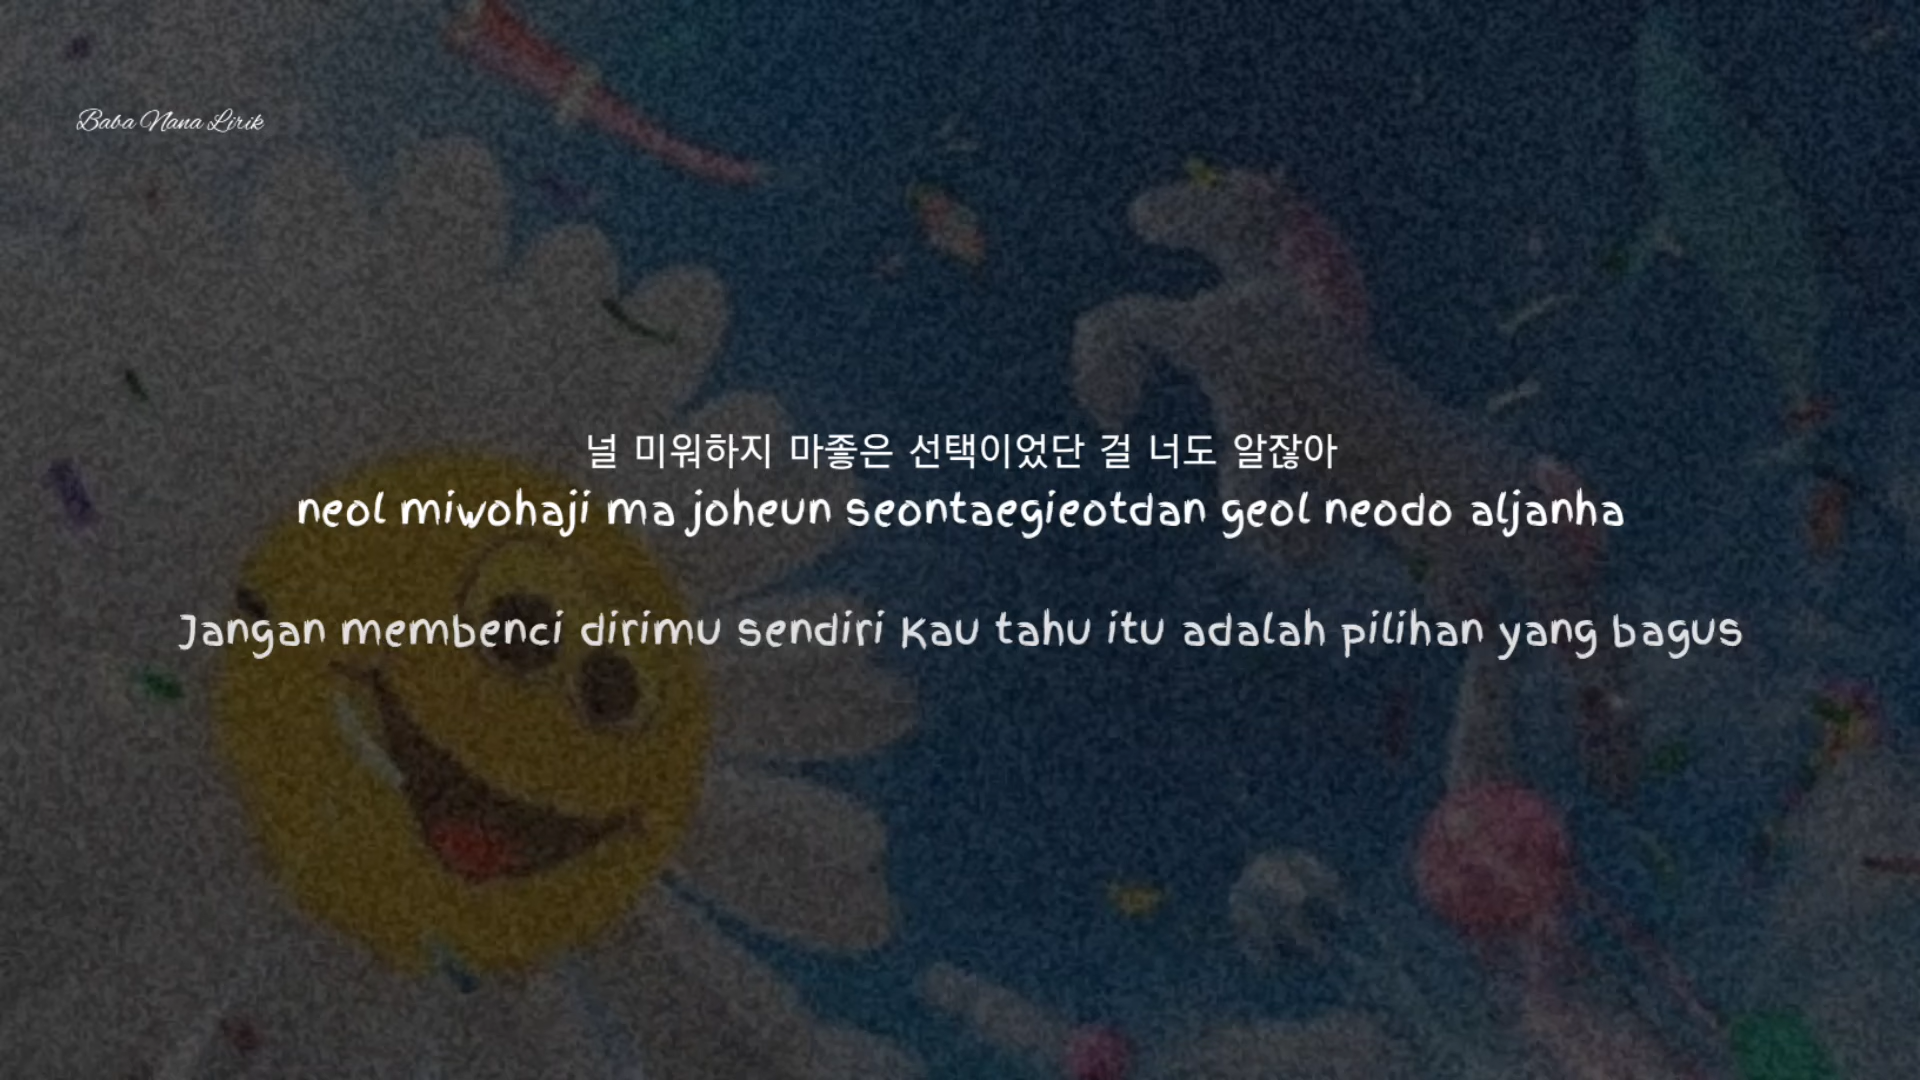 Baba Nana Lirik
널 미워하지 마좋은 선택이었단 걸 너도 알잖아
neol miwohaji ma joheun seontaegieotdan geol neodo aljanha
Jangan membenci dirimu sendiri Kau tahu itu adalah pilihan yang bagus